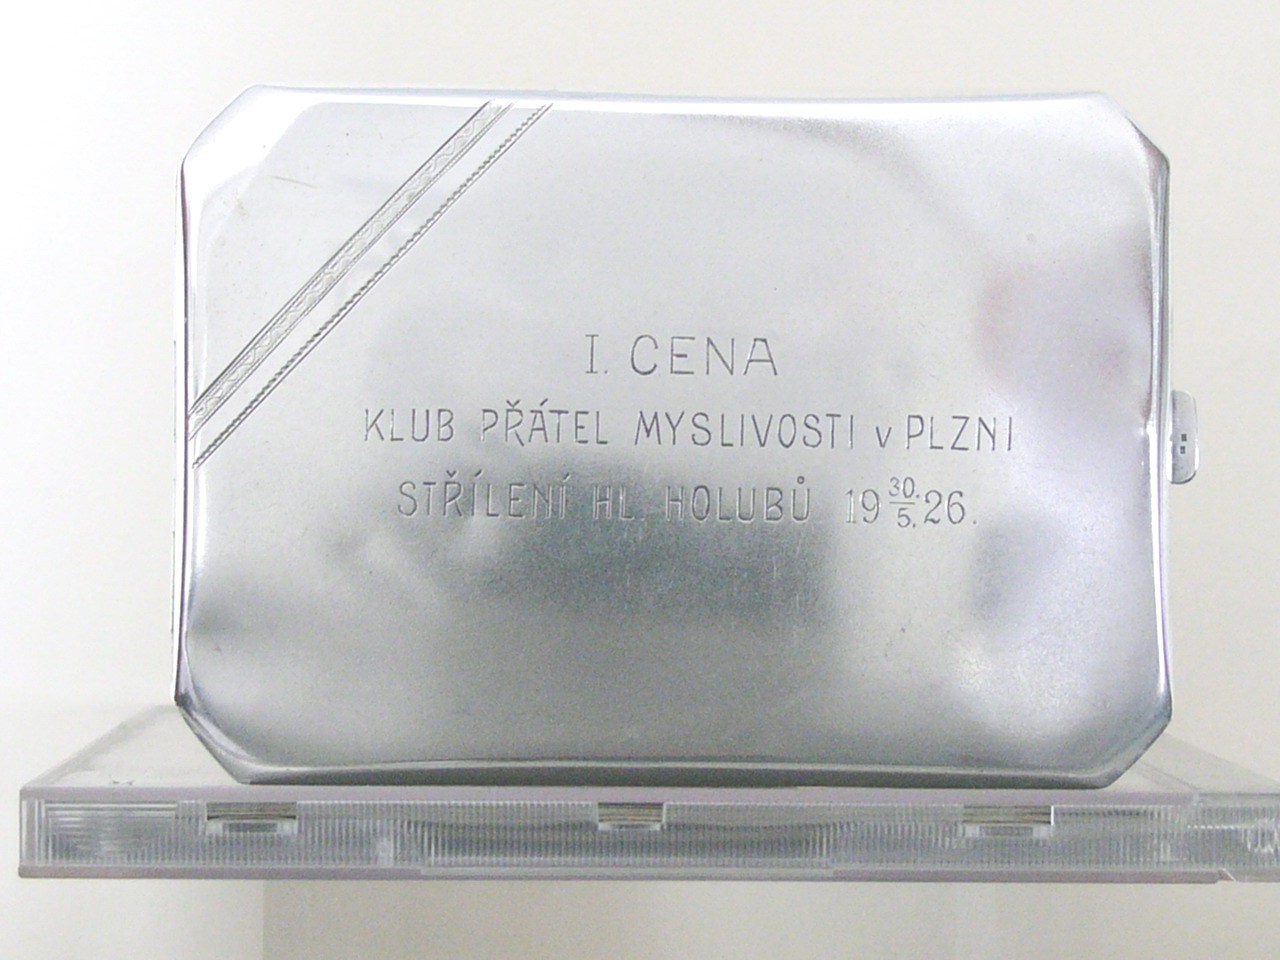 I. CENA
KLUB PŘÁTEL MYSLIVOSTI v PLZNI
STŘÍLENÍ HL. HOLUBŮ 19 30./5. 26.